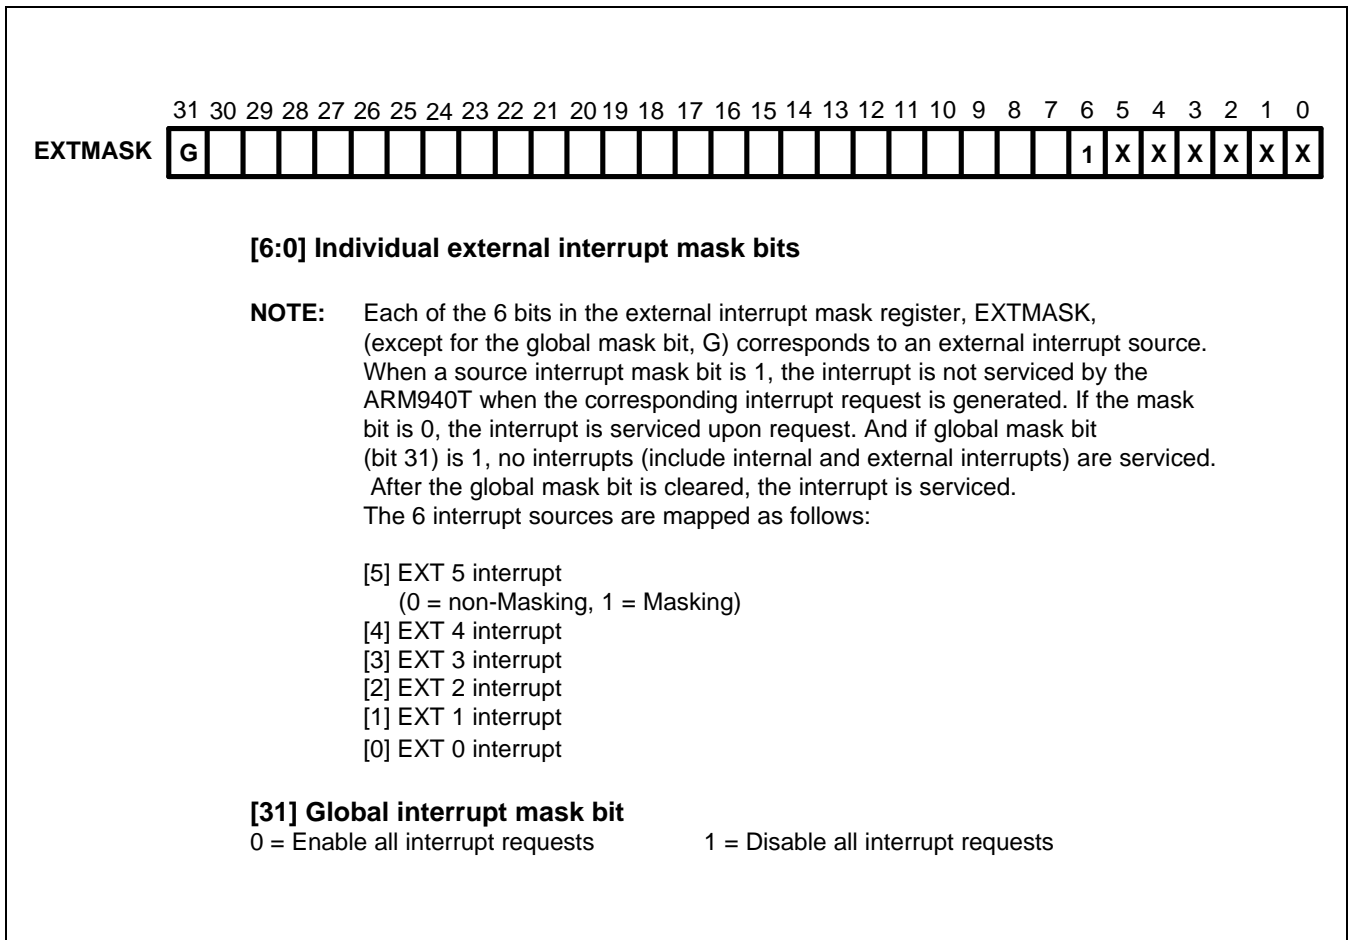 31 30 29 28 27 26 25 24 23 22 21 20 19 18 17 16 15 14 13 12 11 10 9 8 7 6 5 4 3 2 1 0
EXTMASK G 1 X X X X X X
[6:0] Individual external interrupt mask bits
NOTE: Each of the 6 bits in the external interrupt mask register, EXTMASK,
(except for the global mask bit, G) corresponds to an external interrupt source.
When a source interrupt mask bit is 1, the interrupt is not serviced by the
ARM940T when the corresponding interrupt request is generated. If the mask
bit is 0, the interrupt is serviced upon request. And if global mask bit
(bit 31) is 1, no interrupts (include internal and external interrupts) are serviced.
After the global mask bit is cleared, the interrupt is serviced.
The 6 interrupt sources are mapped as follows:
[5] EXT 5 interrupt
(0 = non-Masking, 1 = Masking)
[4] EXT 4 interrupt
[3] EXT 3 interrupt
[2] EXT 2 interrupt
[1] EXT 1 interrupt
[0] EXT 0 interrupt
[31] Global interrupt mask bit
0 = Enable all interrupt requests 1 = Disable all interrupt requests